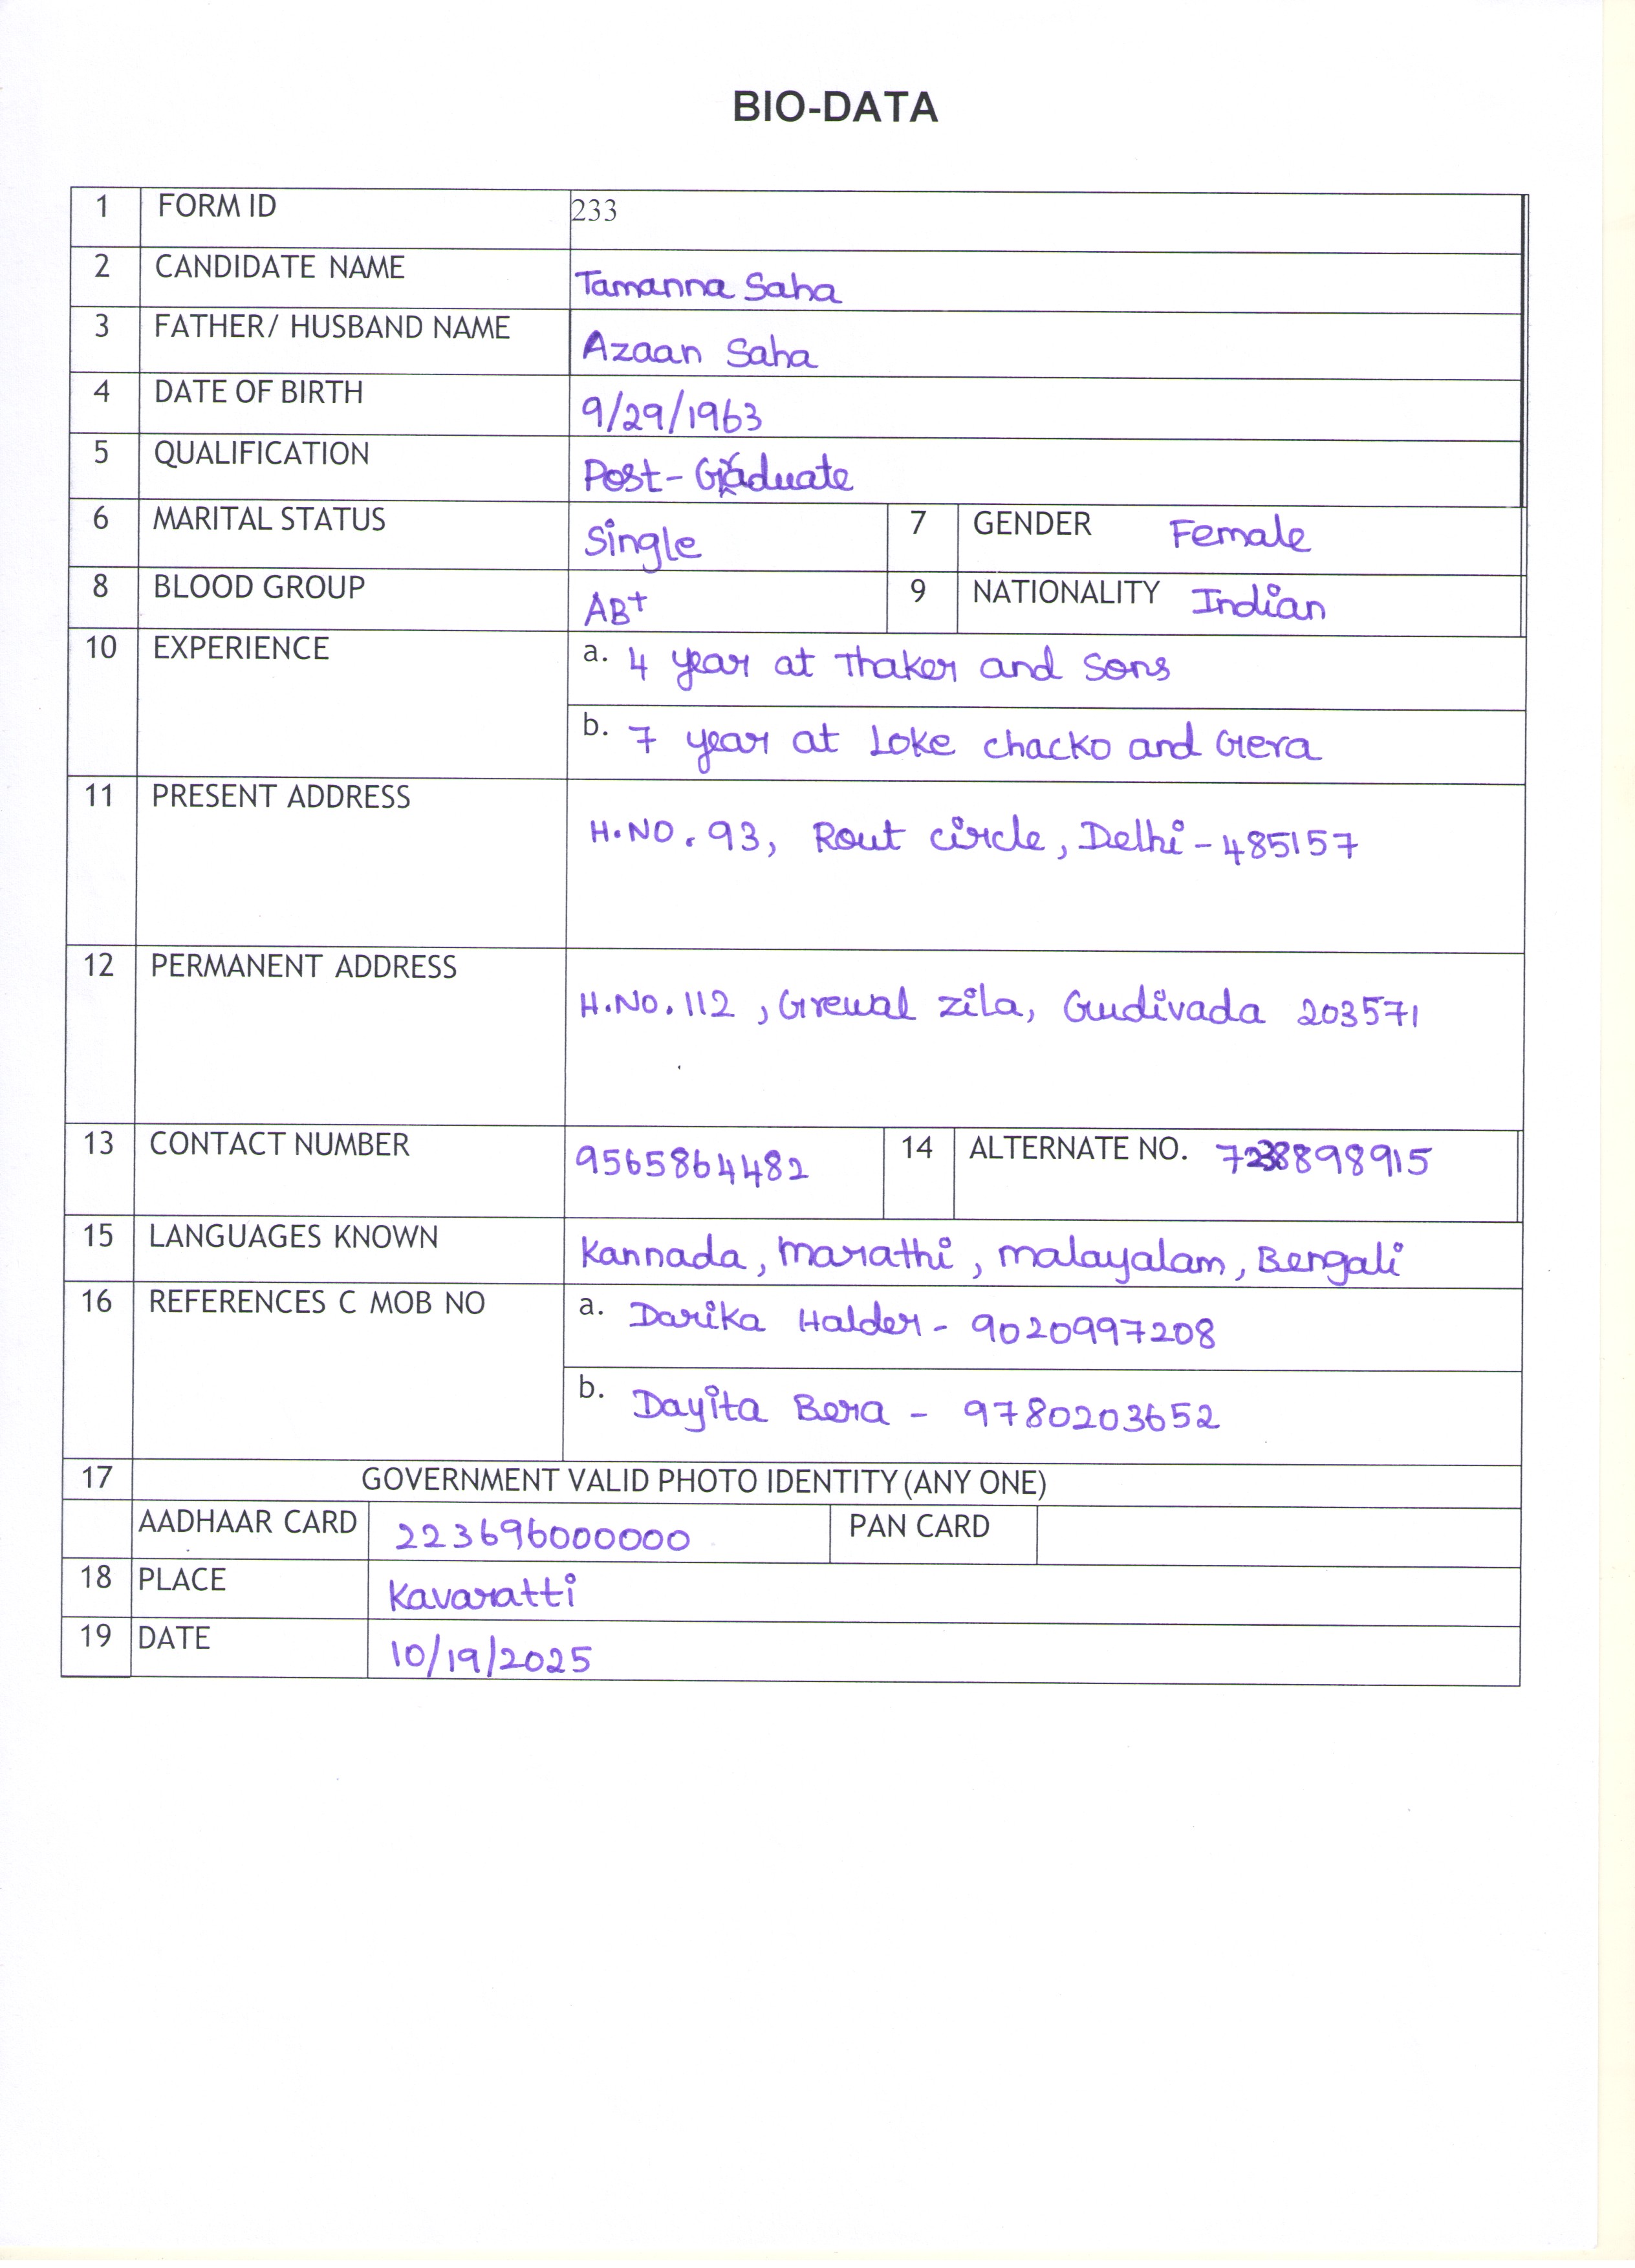 BIO-DATA
1 FORM ID 233
2 CANDIDATE NAME Tamanna Saha
3 FATHER/ HUSBAND NAME Azaan Saha
4 DATE OF BIRTH 9/29/1963
5 QUALIFICATION Post-Graduate
6 MARITAL STATUS Single 7 GENDER Female
8 BLOOD GROUP AB+ 9 NATIONALITY Indian
10 EXPERIENCE a. 4 year at Thaker and Sons
b. 7 year at Loke chacko and Gera
11 PRESENT ADDRESS
H.NO. 93, Rout circle, Delhi - 485157
12 PERMANENT ADDRESS
H.No. 112, Grewal zila, Gudivada 203571
13 CONTACT NUMBER 9565864482 14 ALTERNATE NO.
15 LANGUAGES KNOWN Kannada, Marathi, malayalam, Bengali
16 REFERENCES C MOB NO a. Darika Halder - 9020997208
b. Dayita Bera - 9780203652
17 GOVERNMENT VALID PHOTO IDENTITY (ANY ONE)
AADHAAR CARD 223696000000 PAN CARD
18 PLACE Kavaratti
19 DATE 10/19/2025